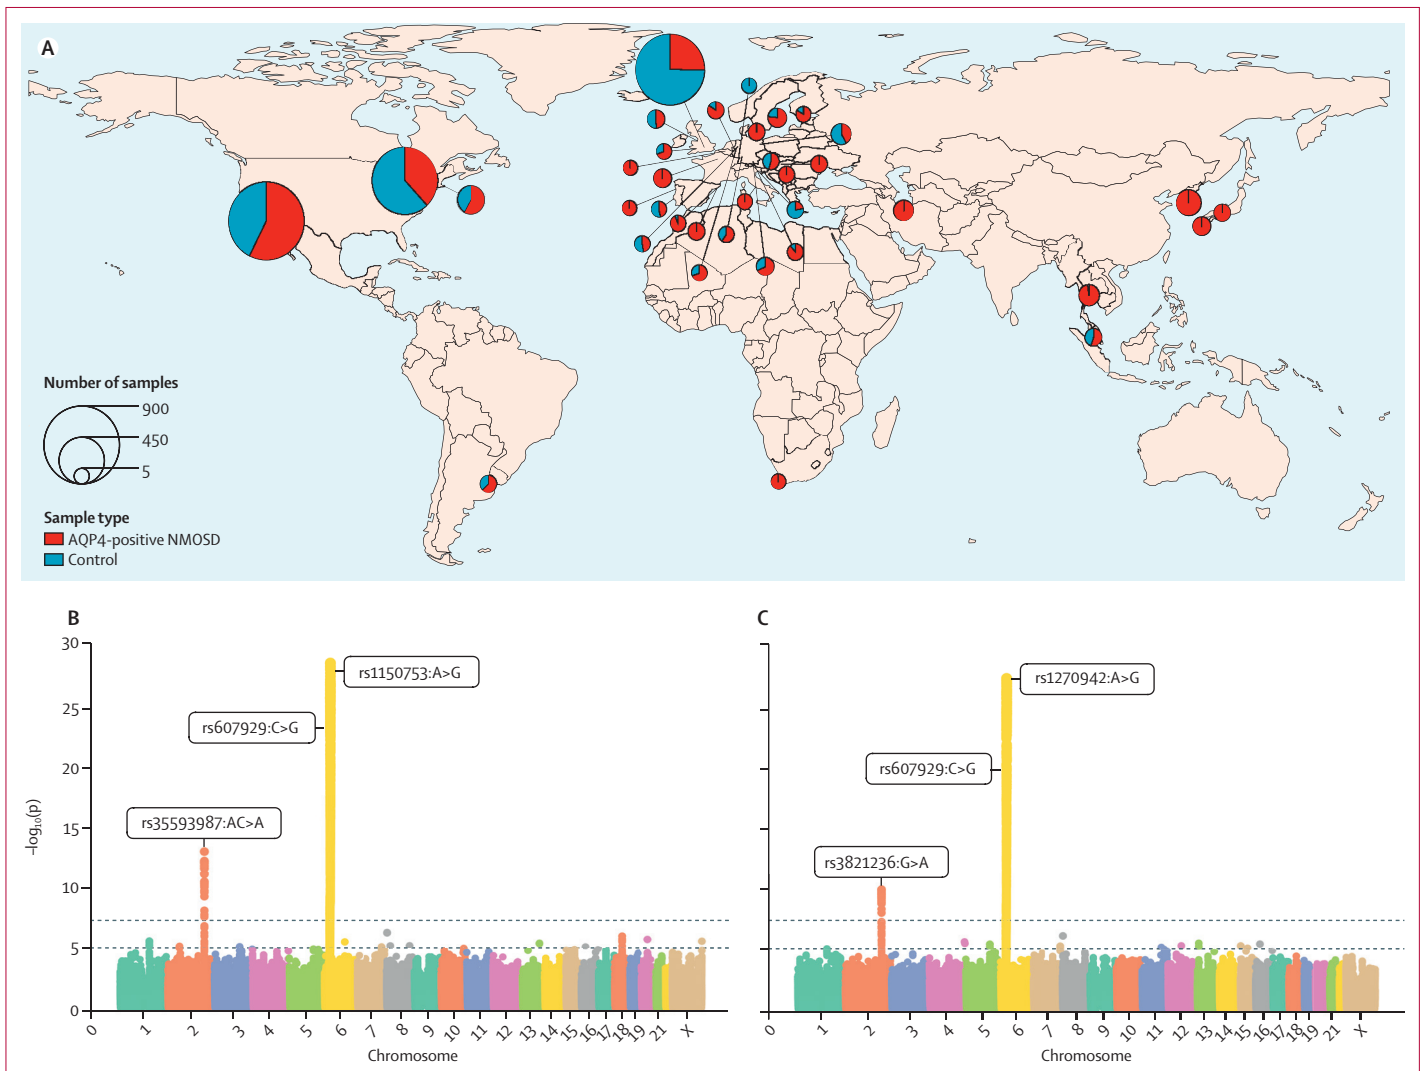 A
Number of samples
900
450
5
Sample type
AQP4-positive NMOSD
Control
B
30
25
20
15
10
5
0
–log₁₀(p)
rs1150753:A>G
rs607929:C>G
rs35593987:AC>A
0 1 2 3 4 5 6 7 8 9 10 11 12 13 14 15 16 17 18 19 21 X
Chromosome
C
rs1270942:A>G
rs607929:C>G
rs3821236:G>A
0 1 2 3 4 5 6 7 8 9 10 11 12 13 14 15 16 17 18 19 21 X
Chromosome